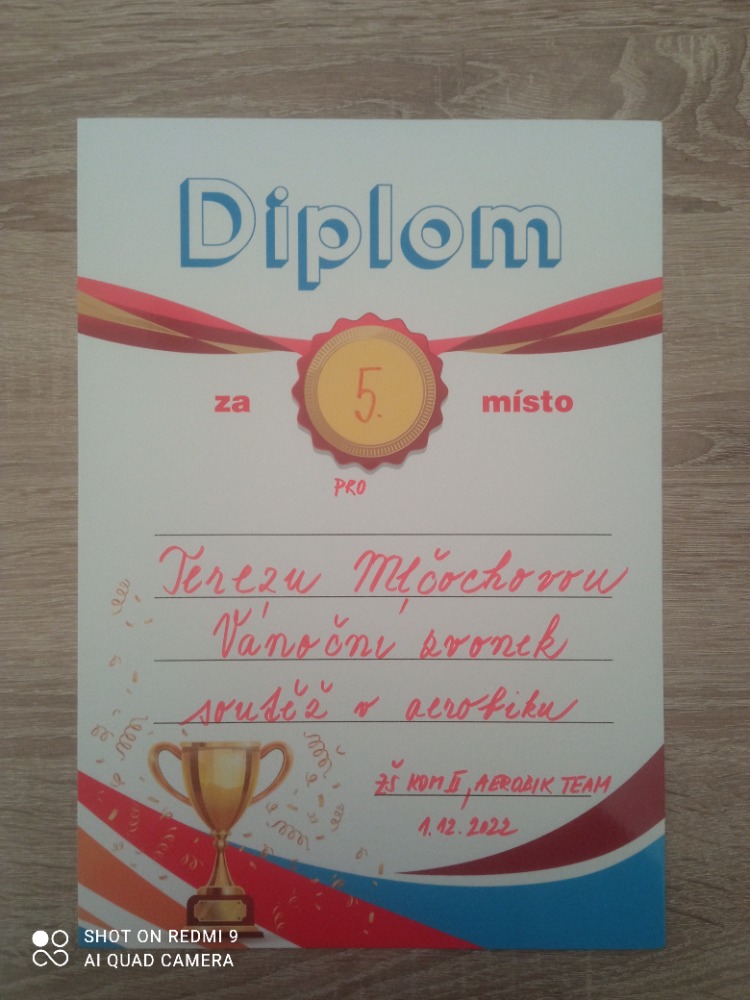 Diplom
za 5. místo
PRO
Terezu Mlčochovou
Vánoční zvonek
soutěž v aerobiku
ZŠ KOM II, AEROBIK TEAM
1.12.2022
SHOT ON REDMI 9
AI QUAD CAMERA